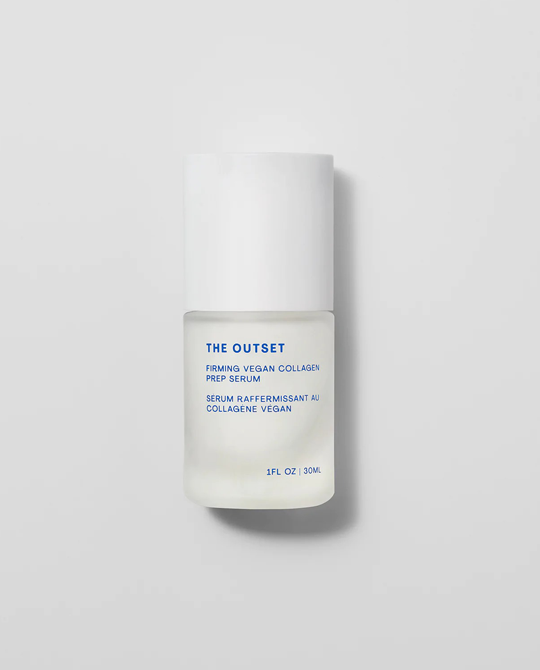 THE OUTSET
FIRMING VEGAN COLLAGEN
PREP SERUM
SÉRUM RAFFERMISSANT AU
COLLAGÈNE VÉGAN
1FL OZ | 30ML